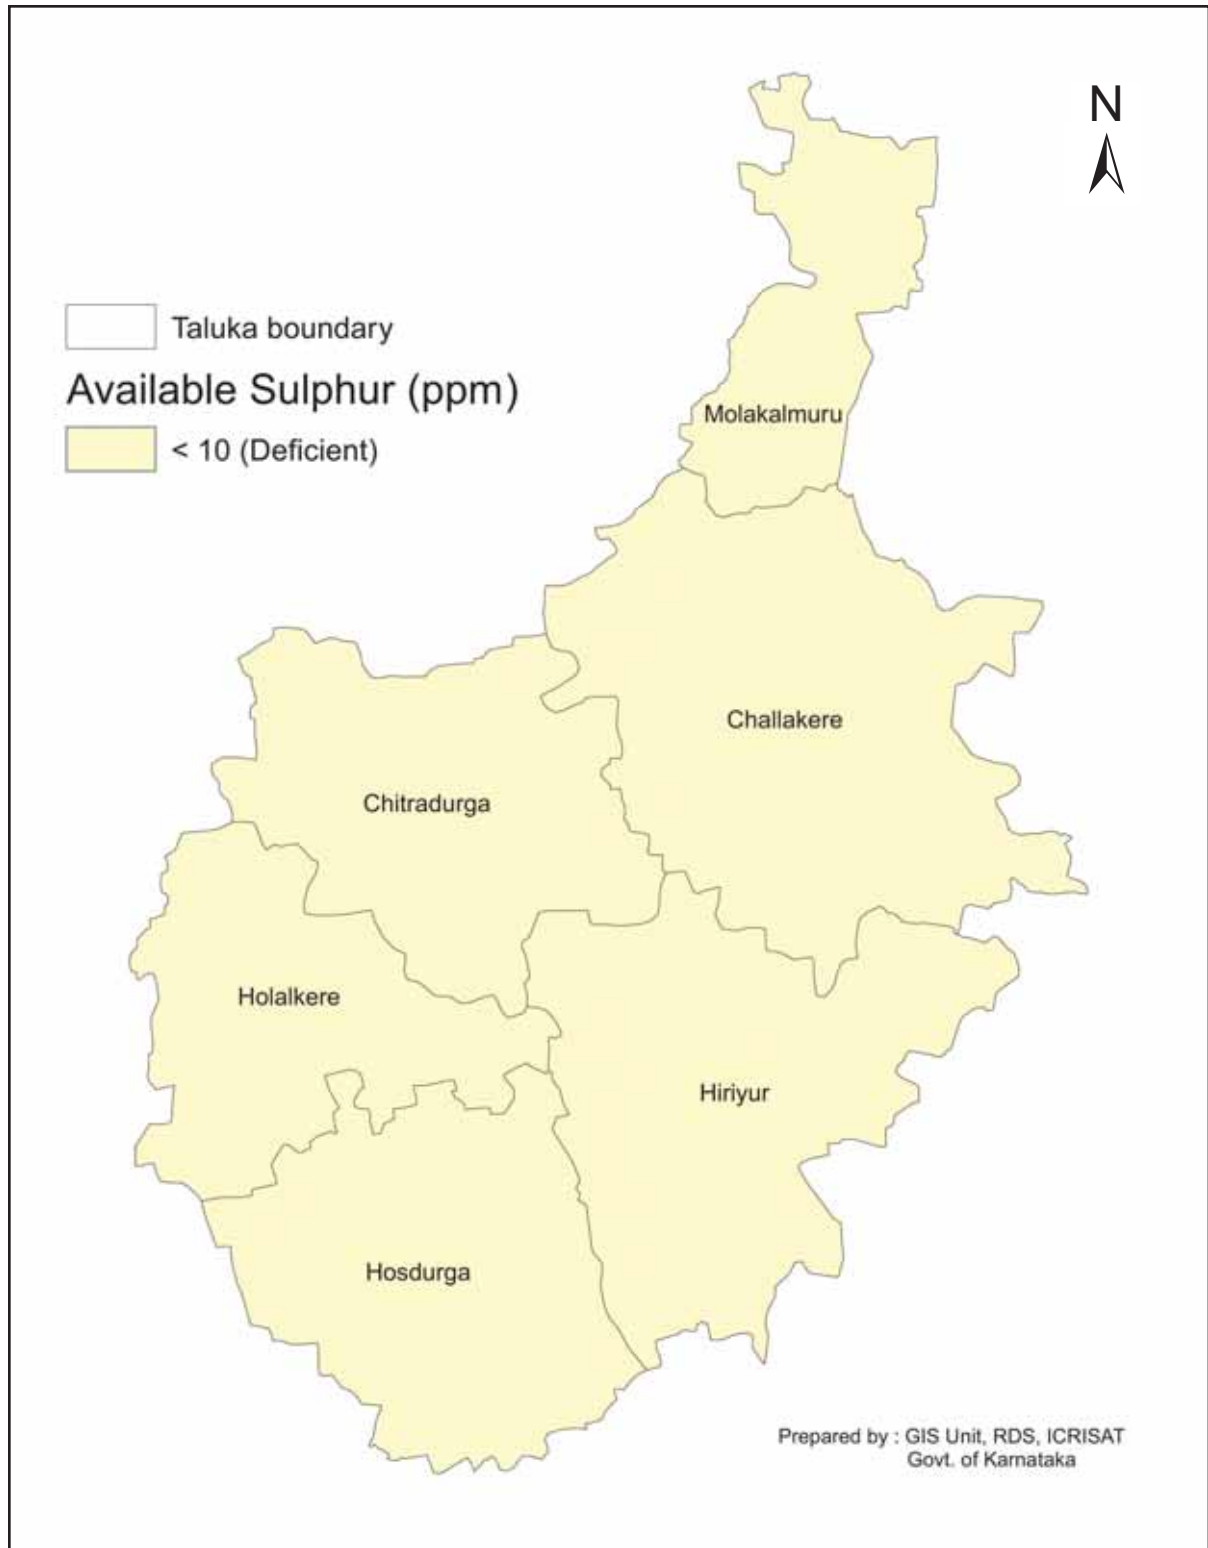 N
Taluka boundary
Available Sulphur (ppm)
< 10 (Deficient)
Molakalmuru
Challakere
Chitradurga
Holalkere
Hiriyur
Hosdurga
Prepared by : GIS Unit, RDS, ICRISAT
Govt. of Karnataka